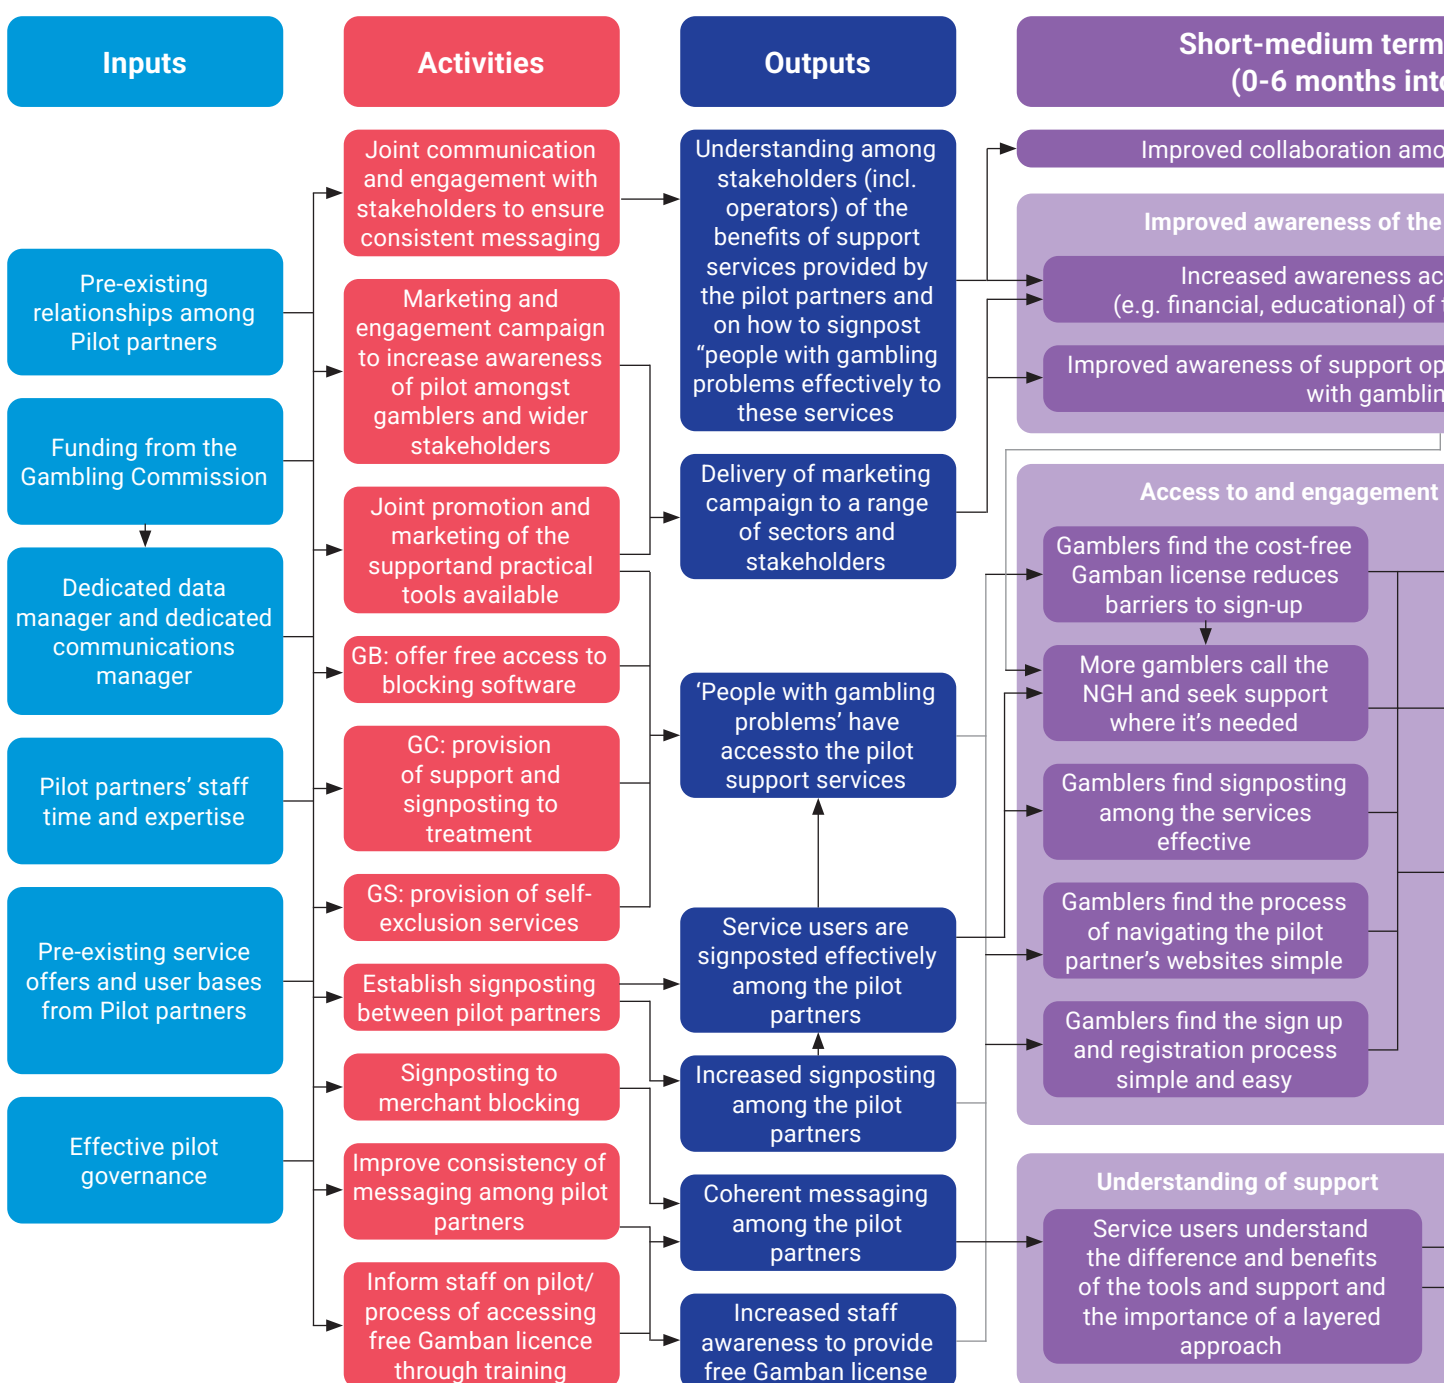 Inputs
Pre-existing
relationships among
Pilot partners
Funding from the
Gambling Commission
Dedicated data
manager and dedicated
communications
manager
Pilot partners’ staff
time and expertise
Pre-existing service
offers and user bases
from Pilot partners
Effective pilot
governance
Activities
Joint communication
and engagement with
stakeholders to ensure
consistent messaging
Marketing and
engagement campaign
to increase awareness
of pilot amongst
gamblers and wider
stakeholders
Joint promotion and
marketing of the
supportand practical
tools available
GB: offer free access to
blocking software
GC: provision
of support and
signposting to
treatment
GS: provision of self-
exclusion services
Establish signposting
between pilot partners
Signposting to
merchant blocking
Improve consistency of
messaging among pilot
partners
Inform staff on pilot/
process of accessing
free Gamban licence
through training
Outputs
Understanding among
stakeholders (incl.
operators) of the
benefits of support
services provided by
the pilot partners and
on how to signpost
“people with gambling
problems effectively to
these services
Delivery of marketing
campaign to a range
of sectors and
stakeholders
‘People with gambling
problems’ have
accessto the pilot
support services
Service users are
signposted effectively
among the pilot
partners
Increased signposting
among the pilot
partners
Coherent messaging
among the pilot
partners
Increased staff
awareness to provide
free Gamban license
Short-medium term
(0-6 months into
Improved collaboration amo
Improved awareness of the
Increased awareness ac
(e.g. financial, educational) of t
Improved awareness of support op
with gamblin
Access to and engagement
Gamblers find the cost-free
Gamban license reduces
barriers to sign-up
More gamblers call the
NGH and seek support
where it’s needed
Gamblers find signposting
among the services
effective
Gamblers find the process
of navigating the pilot
partner’s websites simple
Gamblers find the sign up
and registration process
simple and easy
Understanding of support
Service users understand
the difference and benefits
of the tools and support and
the importance of a layered
approach